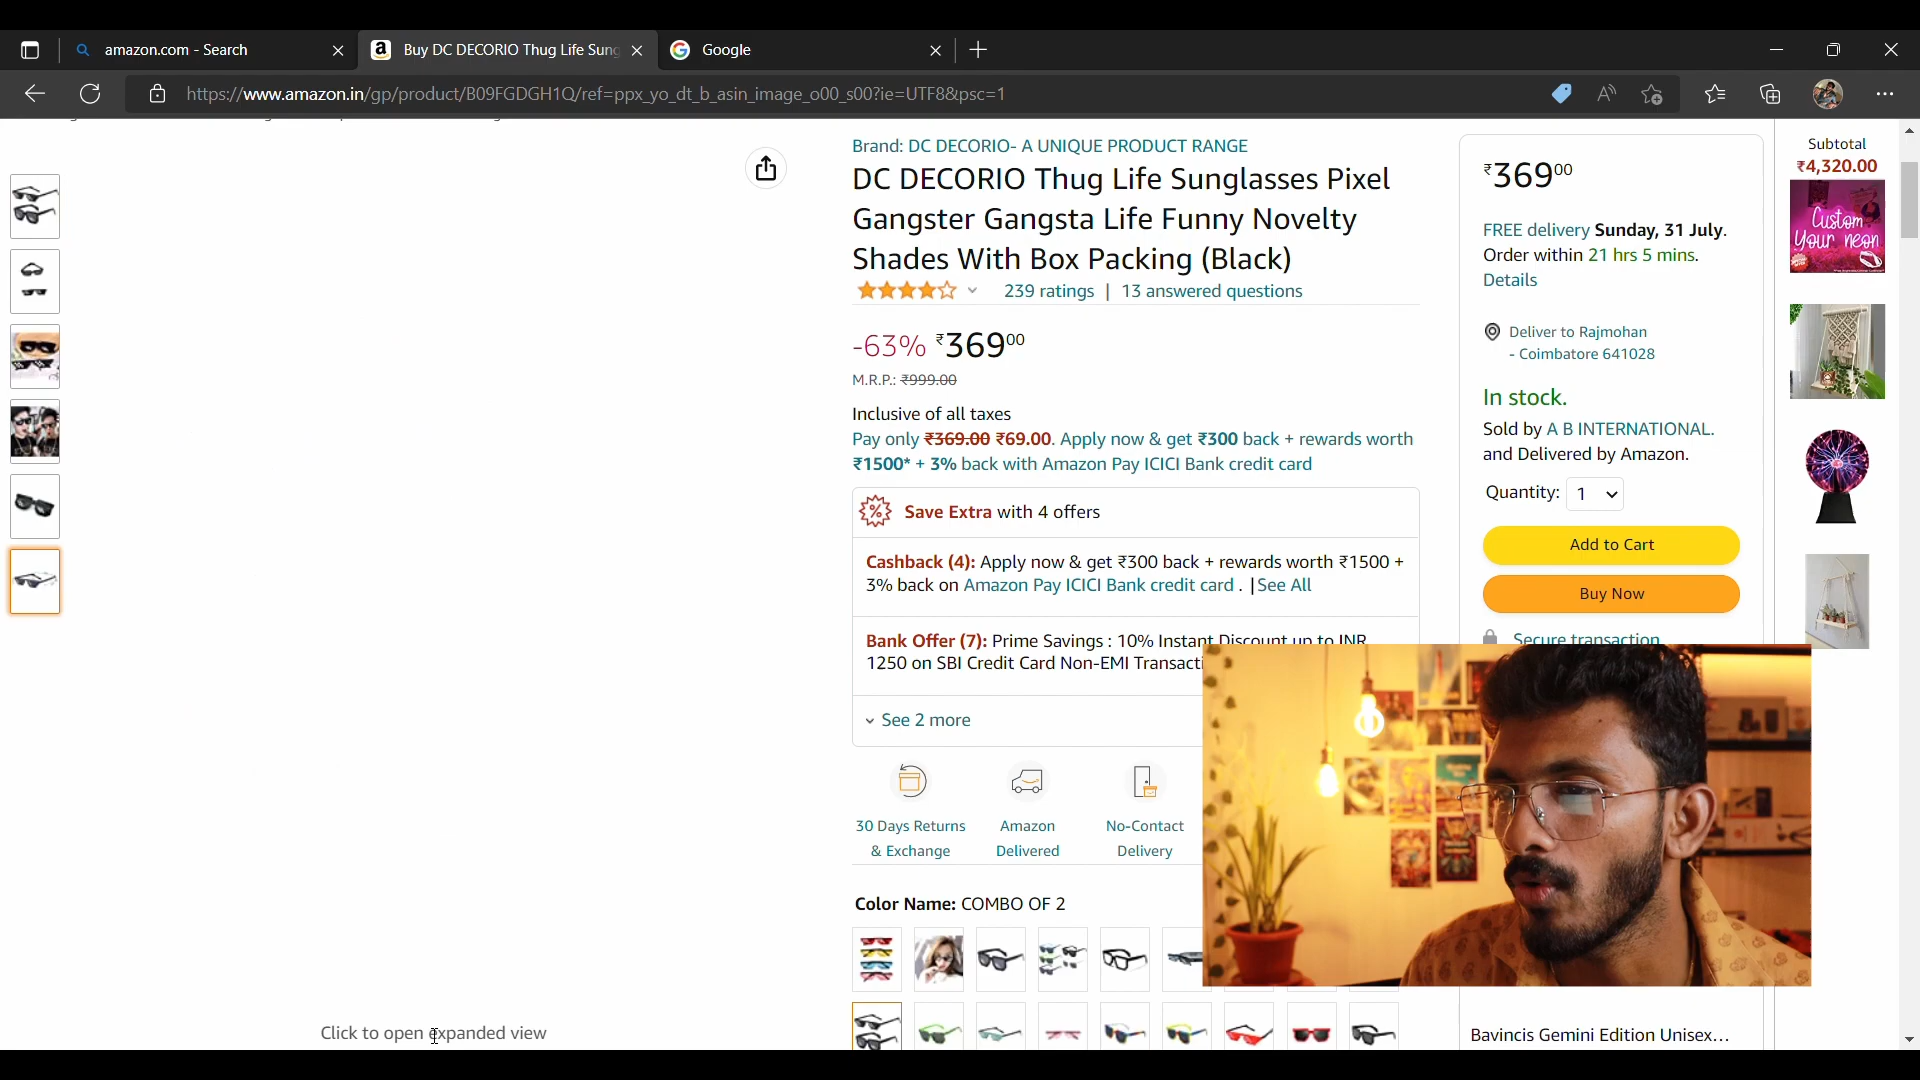 amazon.com - Search
Buy DC DECORIO Thug Life Sung
Google
https://www.amazon.in/gp/product/B09FGDGH1Q/ref=ppx_yo_dt_b_asin_image_o00_s00?ie=UTF8&psc=1
Brand: DC DECORIO- A UNIQUE PRODUCT RANGE
DC DECORIO Thug Life Sunglasses Pixel
Gangster Gangsta Life Funny Novelty
Shades With Box Packing (Black)
239 ratings | 13 answered questions
-63% ₹369.00
M.R.P.: ₹999.00
Inclusive of all taxes
Pay only ₹369.00 ₹69.00. Apply now & get ₹300 back + rewards worth
₹1500* + 3% back with Amazon Pay ICICI Bank credit card
Save Extra with 4 offers
Cashback (4): Apply now & get ₹300 back + rewards worth ₹1500 +
3% back on Amazon Pay ICICI Bank credit card . | See All
Bank Offer (7): Prime Savings : 10% Instant Discount up to INR
1250 on SBI Credit Card Non-EMI Transacti
See 2 more
30 Days Returns
& Exchange
Amazon
Delivered
No-Contact
Delivery
Color Name: COMBO OF 2
Click to open expanded view
₹369.00
FREE delivery Sunday, 31 July.
Order within 21 hrs 5 mins.
Details
Deliver to Rajmohan
- Coimbatore 641028
In stock.
Sold by A B INTERNATIONAL.
and Delivered by Amazon.
Quantity: 1
Add to Cart
Buy Now
Secure transaction
Bavincis Gemini Edition Unisex...
Subtotal
₹4,320.00
Custom
Your neon